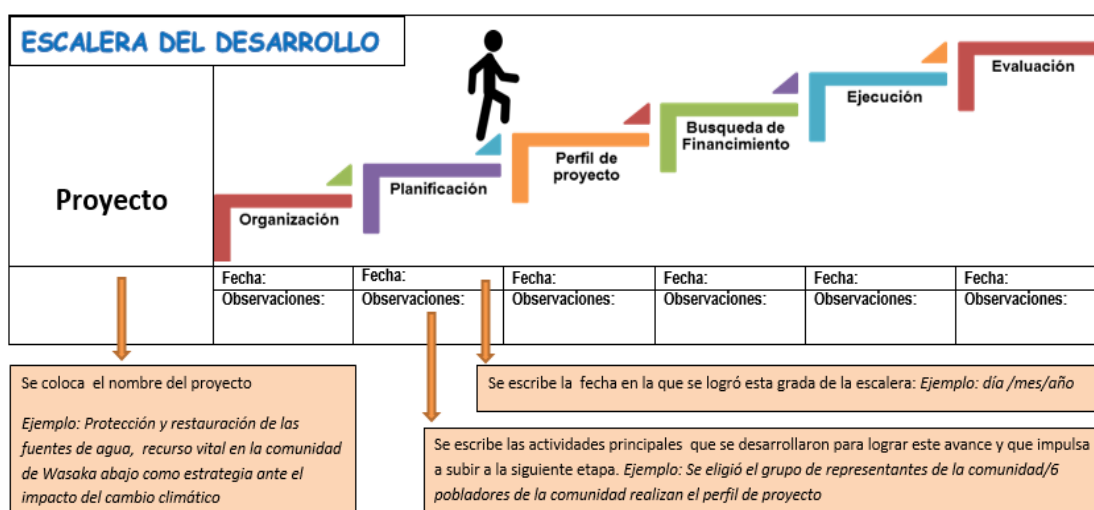 ESCALERA DEL DESARROLLO
Proyecto
Organización
Planificación
Perfil de
proyecto
Busqueda de
Financimiento
Ejecución
Evaluación
Fecha:
Fecha:
Fecha:
Fecha:
Fecha:
Fecha:
Observaciones:
Observaciones:
Observaciones:
Observaciones:
Observaciones:
Observaciones:
Se coloca el nombre del proyecto
Ejemplo: Protección y restauración de las
fuentes de agua, recurso vital en la comunidad
de Wasaka abajo como estrategia ante el
impacto del cambio climático
Se escribe la fecha en la que se logró esta grada de la escalera: Ejemplo: día /mes/año
Se escribe las actividades principales que se desarrollaron para lograr este avance y que impulsa
a subir a la siguiente etapa. Ejemplo: Se eligió el grupo de representantes de la comunidad/6
pobladores de la comunidad realizan el perfil de proyecto